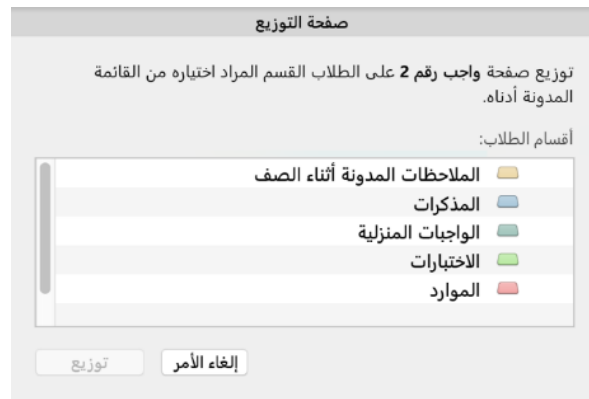 صفحة التوزيع
توزيع صفحة واجب رقم 2 على الطلاب القسم المراد اختياره من القائمة
المدونة أدناه.
أقسام الطلاب:
الملاحظات المدونة أثناء الصف
المذكرات
الواجبات المنزلية
الاختبارات
الموارد
إلغاء الأمر
توزيع